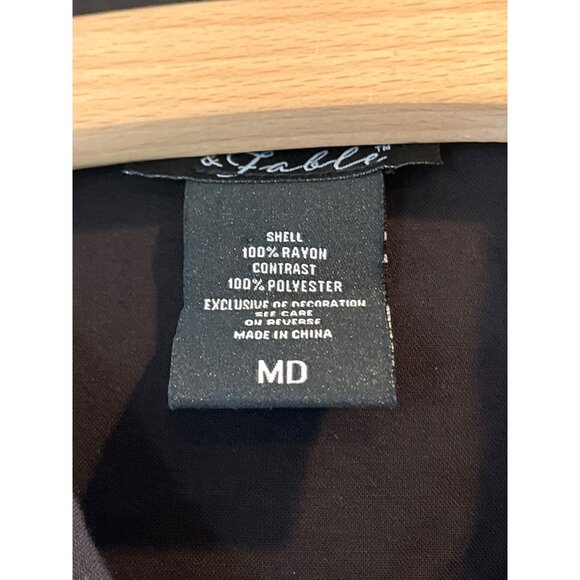 & Fable™
SHELL
100% RAYON
CONTRAST
100% POLYESTER
EXCLUSIVE OF DECORATION
SEE CARE
ON REVERSE
MADE IN CHINA
MD